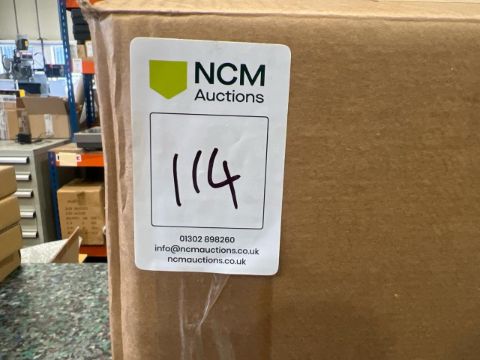 NCM
Auctions
114
01302 898260
info@ncmauctions.co.uk
ncmauctions.co.uk